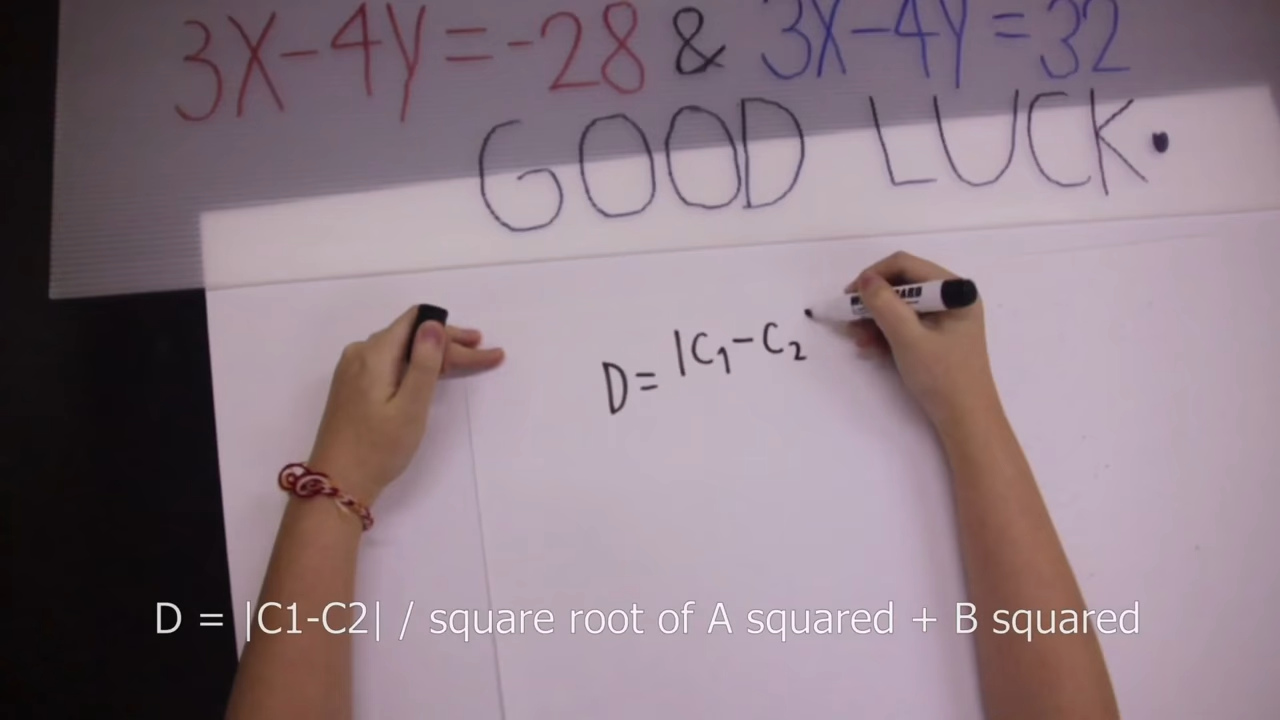 3X-4Y=-28 & 3X-4Y=32
GOOD LUCK.
D=|C₁-C₂
D = |C1-C2| / square root of A squared + B squared